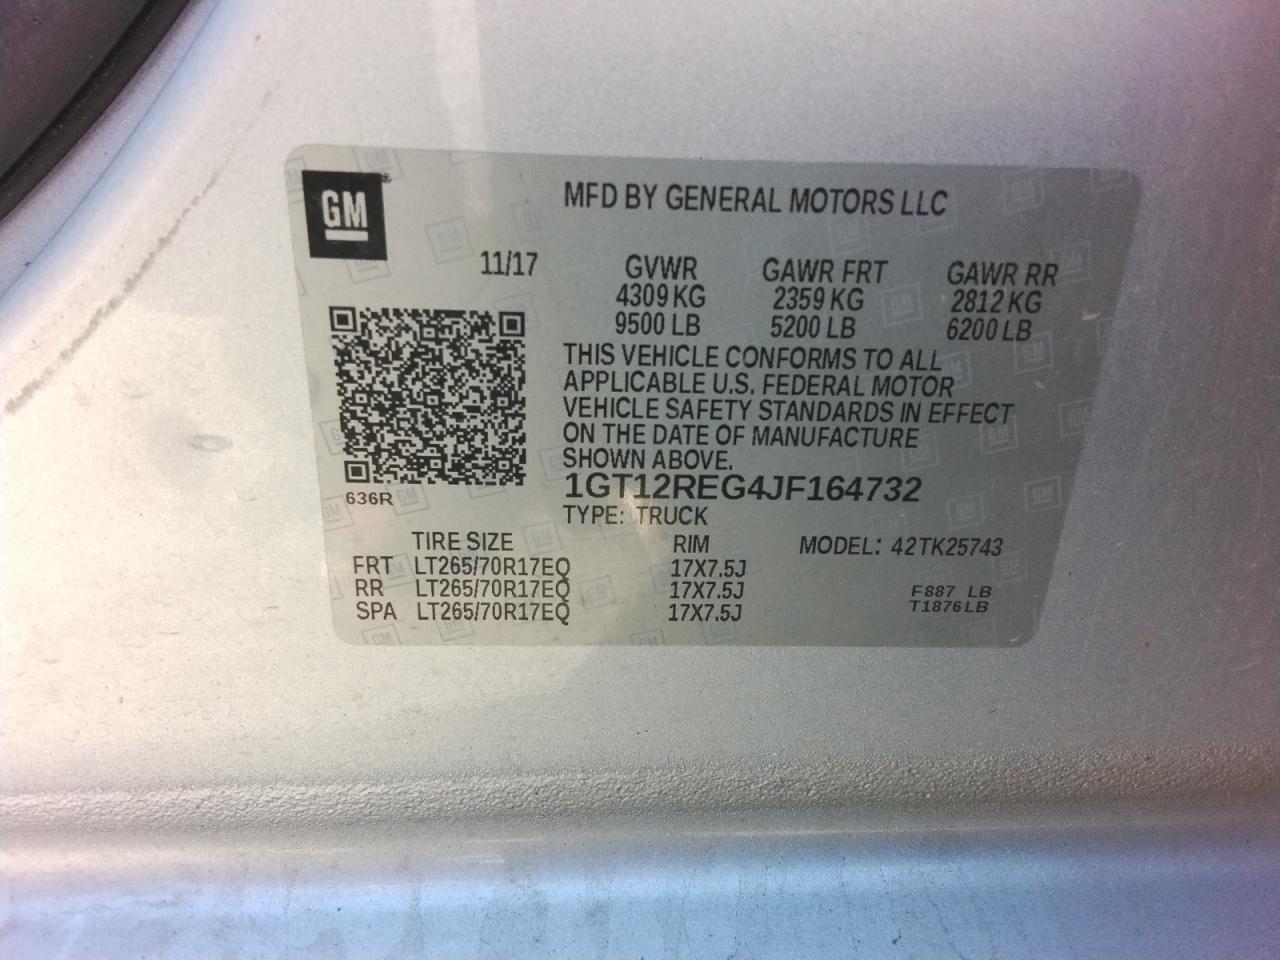 GM®
MFD BY GENERAL MOTORS LLC
11/17
GVWR GAWR FRT GAWR RR
4309 KG 2359 KG 2812 KG
9500 LB 5200 LB 6200 LB
THIS VEHICLE CONFORMS TO ALL
APPLICABLE U.S. FEDERAL MOTOR
VEHICLE SAFETY STANDARDS IN EFFECT
ON THE DATE OF MANUFACTURE
SHOWN ABOVE.
1GT12REG4JF164732
636R
TYPE: TRUCK
TIRE SIZE RIM MODEL: 42TK25743
FRT LT265/70R17EQ 17X7.5J
RR LT265/70R17EQ 17X7.5J
SPA LT265/70R17EQ 17X7.5J
F887 LB
T1876LB